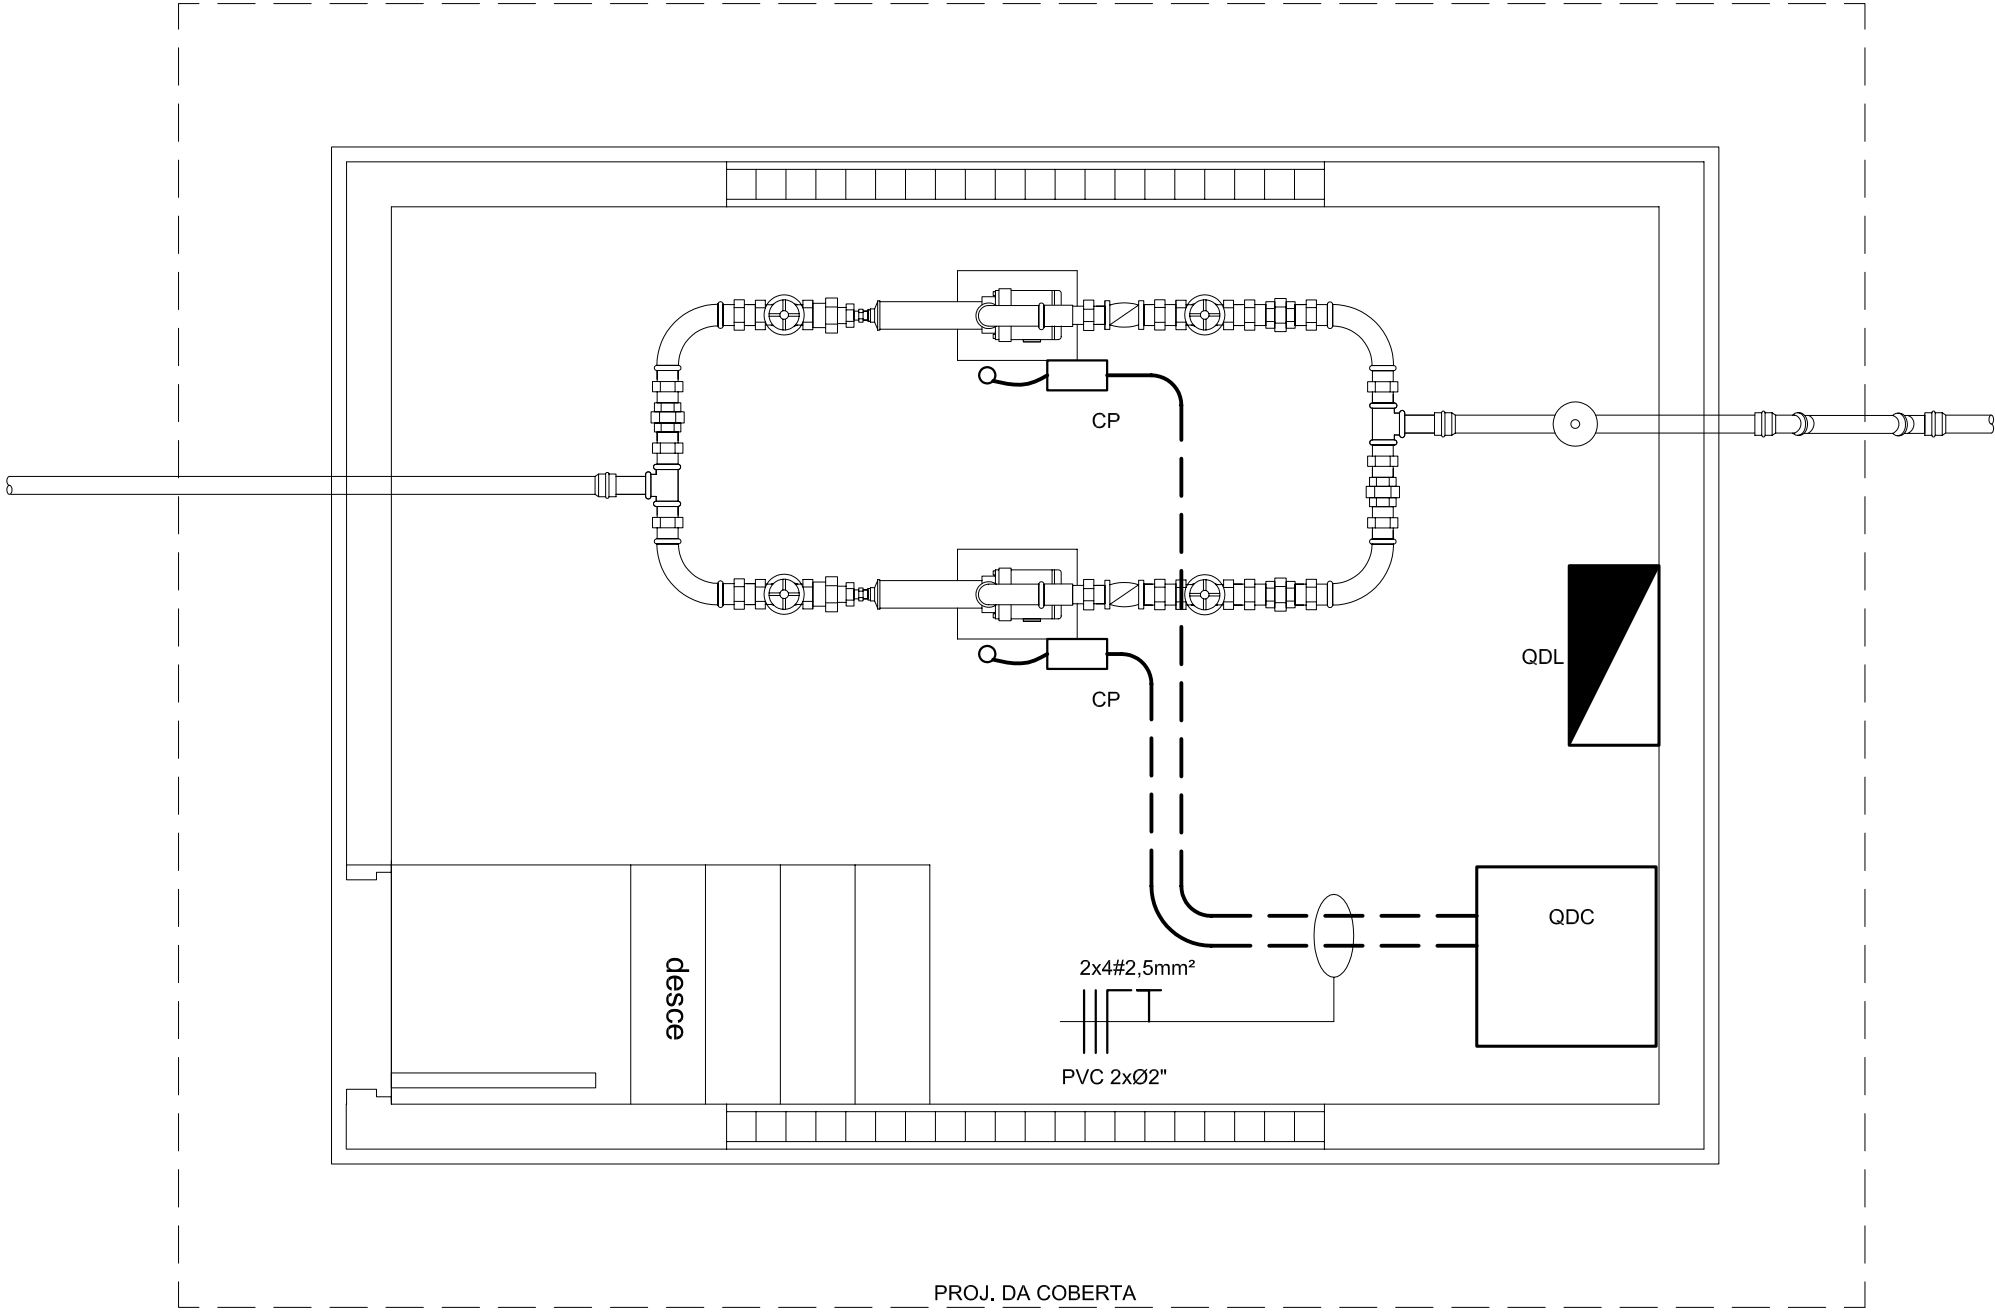 CP
QDL
CP
QDC
desce
2x4#2,5mm²
PVC 2xØ2"
PROJ. DA COBERTA